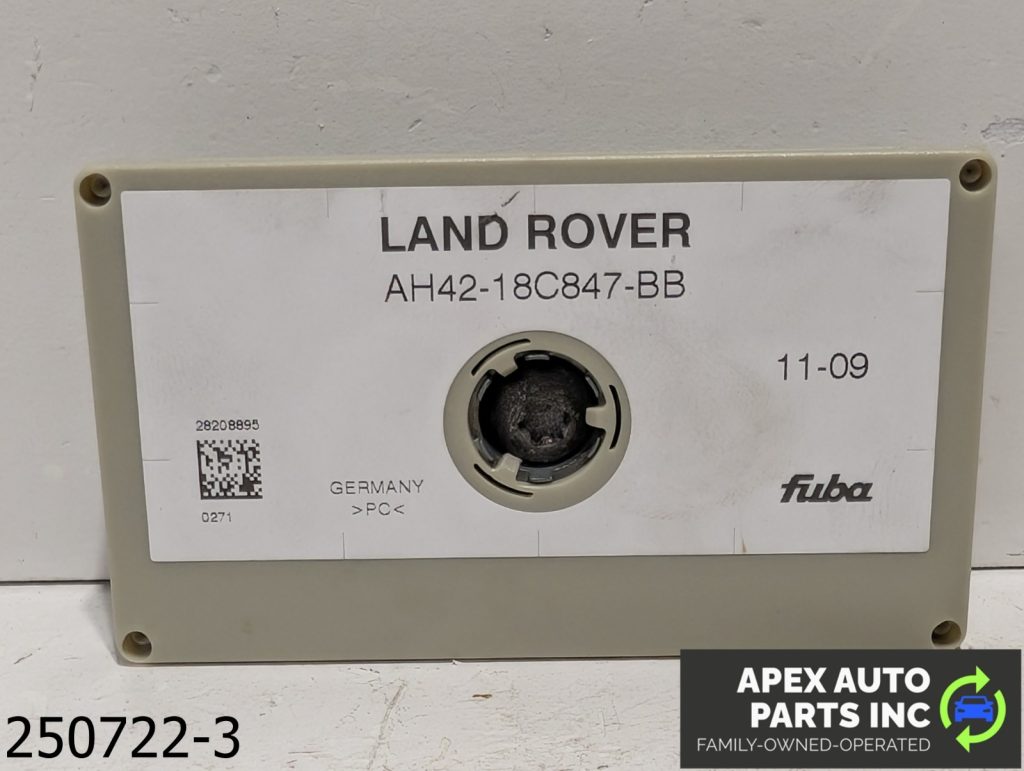 LAND ROVER
AH42-18C847-BB
11-09
28208895
0271
GERMANY
>PC<
fuba
250722-3
APEX AUTO
PARTS INC
FAMILY-OWNED-OPERATED